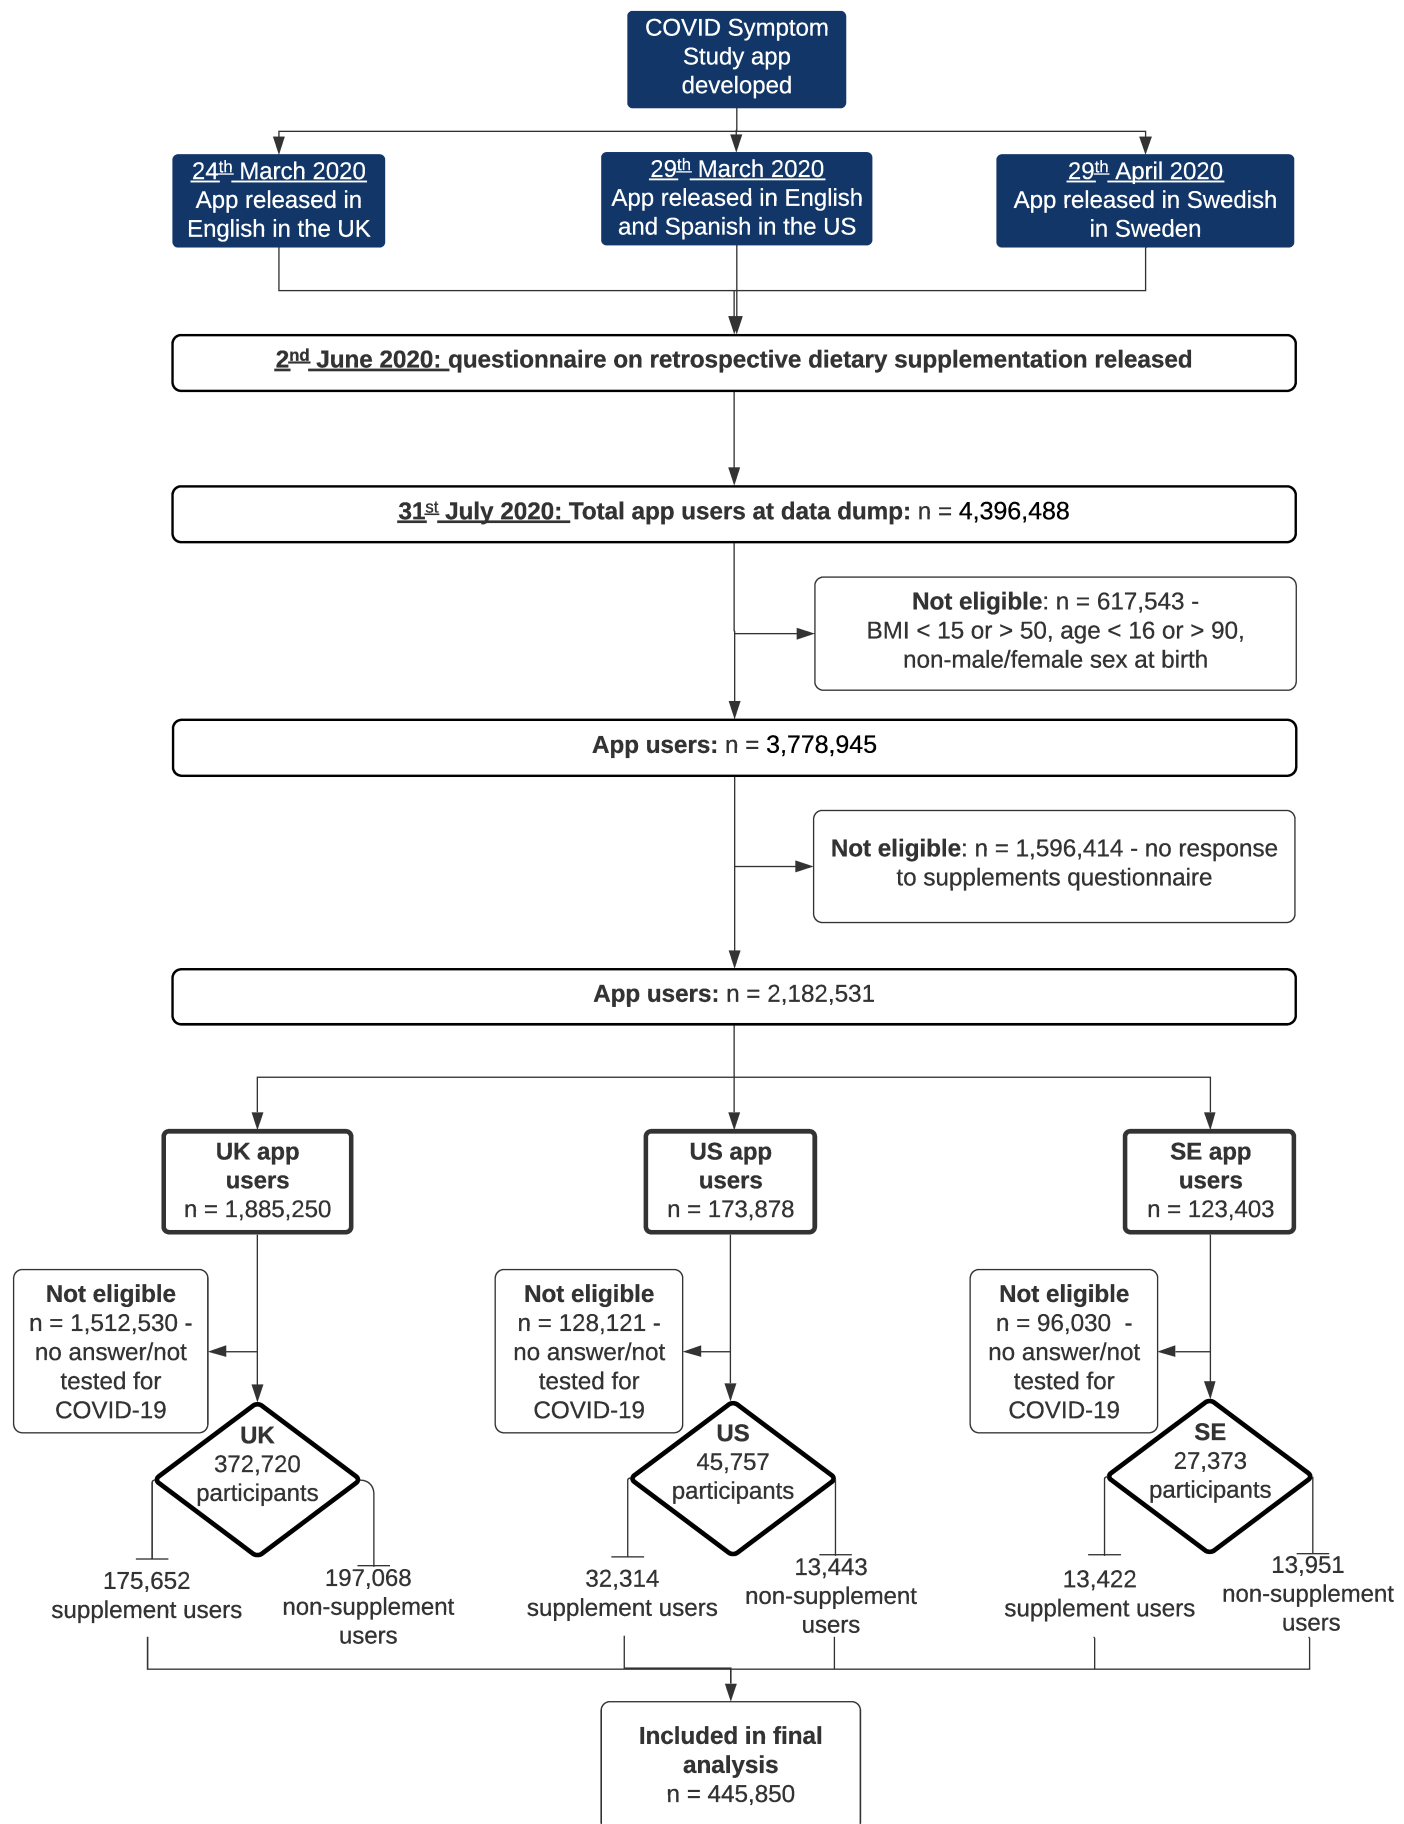 COVID Symptom
Study app
developed
24th March 2020
App released in
English in the UK
29th March 2020
App released in English
and Spanish in the US
29th April 2020
App released in Swedish
in Sweden
2nd June 2020: questionnaire on retrospective dietary supplementation released
31st July 2020: Total app users at data dump: n = 4,396,488
Not eligible: n = 617,543 -
BMI < 15 or > 50, age < 16 or > 90,
non-male/female sex at birth
App users: n = 3,778,945
Not eligible: n = 1,596,414 - no response
to supplements questionnaire
App users: n = 2,182,531
UK app
users
n = 1,885,250
US app
users
n = 173,878
SE app
users
n = 123,403
Not eligible
n = 1,512,530 -
no answer/not
tested for
COVID-19
Not eligible
n = 128,121 -
no answer/not
tested for
COVID-19
Not eligible
n = 96,030 -
no answer/not
tested for
COVID-19
UK
372,720
participants
US
45,757
participants
SE
27,373
participants
175,652
supplement users
197,068
non-supplement
users
32,314
supplement users
13,443
non-supplement
users
13,422
supplement users
13,951
non-supplement
users
Included in final
analysis
n = 445,850